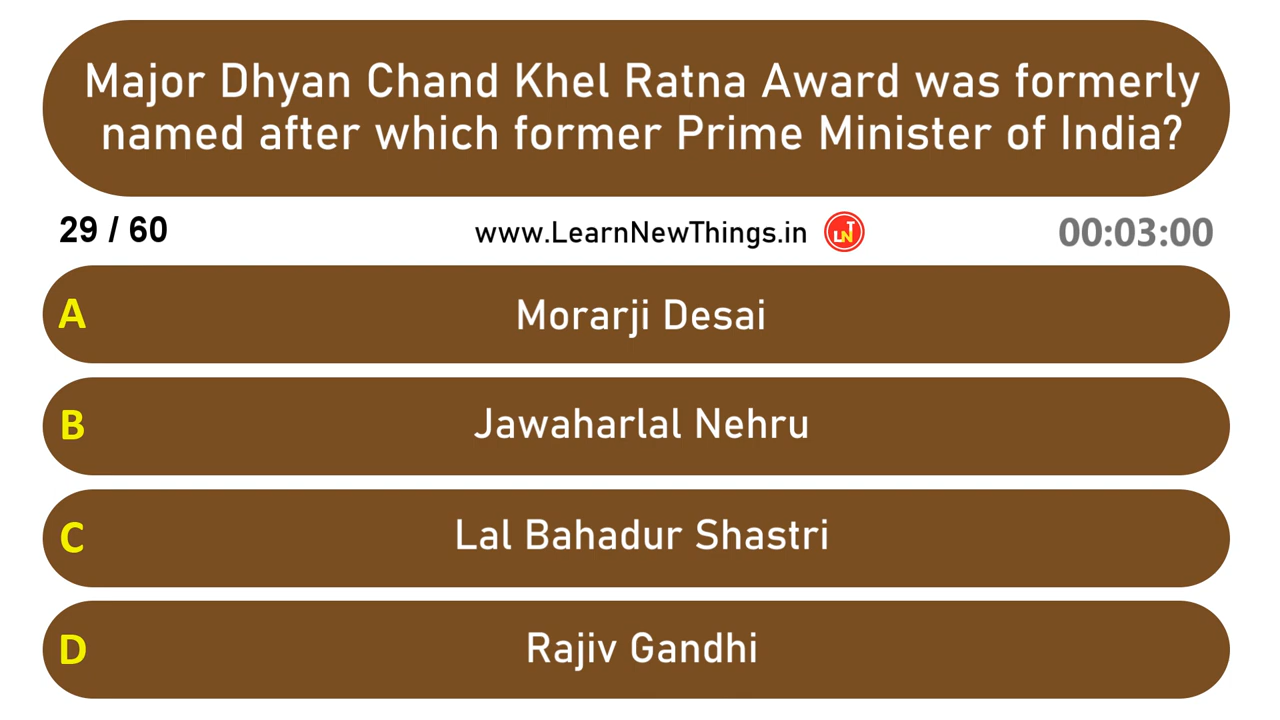 Major Dhyan Chand Khel Ratna Award was formerly
named after which former Prime Minister of India?
29 / 60
www.LearnNewThings.in
LNT
00:03:00
A
Morarji Desai
B
Jawaharlal Nehru
C
Lal Bahadur Shastri
D
Rajiv Gandhi